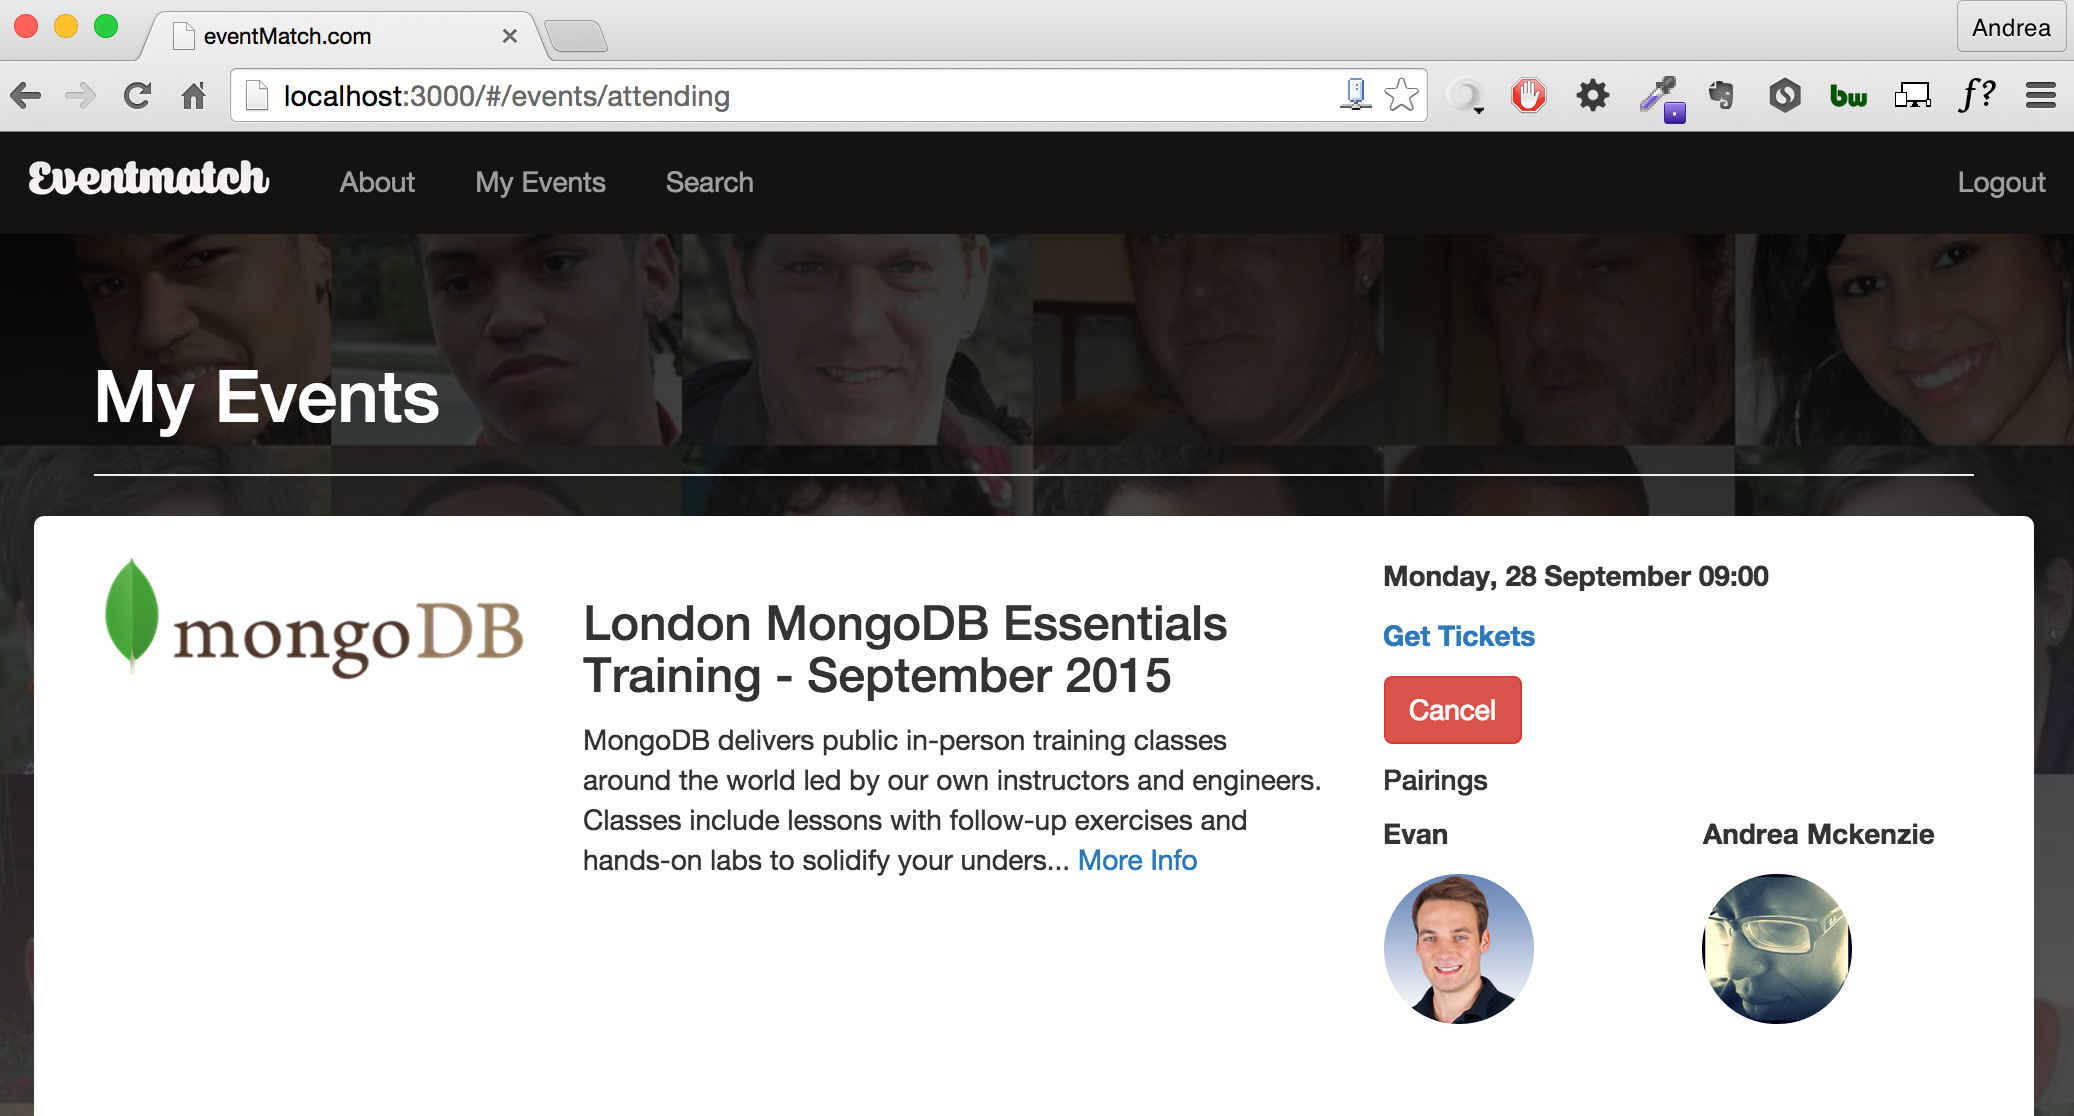 eventMatch.com
Andrea
localhost:3000/#/events/attending
bw
f?
Eventmatch
About
My Events
Search
Logout
My Events
mongoDB
London MongoDB Essentials
Training - September 2015
MongoDB delivers public in-person training classes
around the world led by our own instructors and engineers.
Classes include lessons with follow-up exercises and
hands-on labs to solidify your unders... More Info
Monday, 28 September 09:00
Get Tickets
Cancel
Pairings
Evan
Andrea Mckenzie